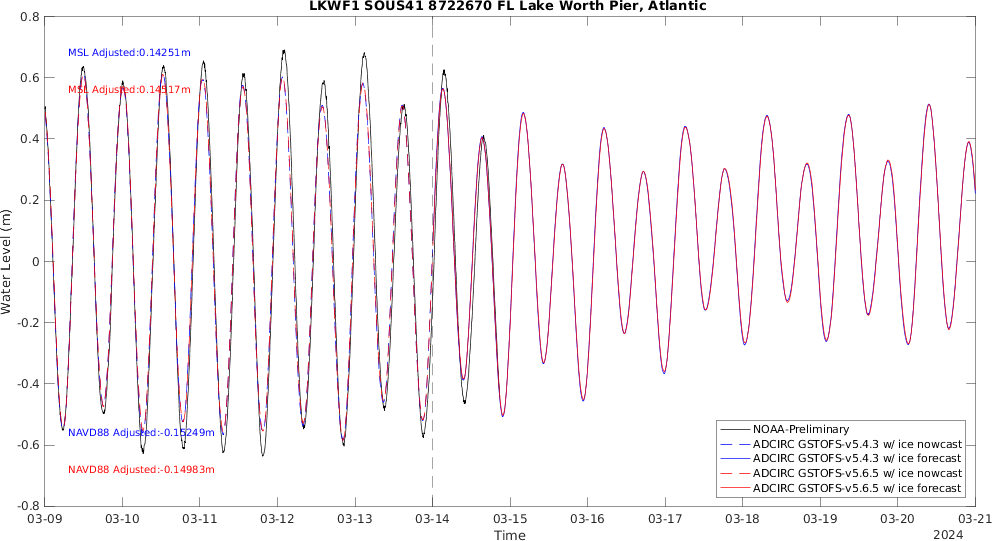 LKWF1 SOUS41 8722670 FL Lake Worth Pier, Atlantic
0.8
0.6
0.4
0.2
0
-0.2
-0.4
-0.6
-0.8
Water Level (m)
MSL Adjusted:0.14251m
MSL Adjusted:0.14517m
NAVD88 Adjusted:-0.15249m
NAVD88 Adjusted:-0.14983m
NOAA-Preliminary
ADCIRC GSTOFS-v5.4.3 w/ ice nowcast
ADCIRC GSTOFS-v5.4.3 w/ ice forecast
ADCIRC GSTOFS-v5.6.5 w/ ice nowcast
ADCIRC GSTOFS-v5.6.5 w/ ice forecast
03-09 03-10 03-11 03-12 03-13 03-14 03-15 03-16 03-17 03-18 03-19 03-20 03-21
Time
2024